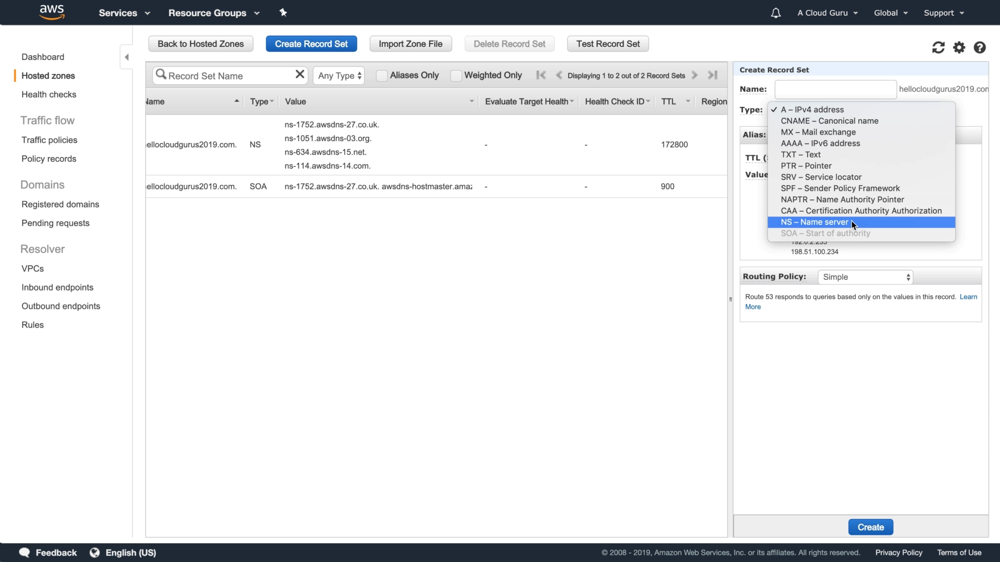 aws
Services
Resource Groups
A Cloud Guru
Global
Support
Dashboard
Hosted zones
Health checks
Traffic flow
Traffic policies
Policy records
Domains
Registered domains
Pending requests
Resolver
VPCs
Inbound endpoints
Outbound endpoints
Rules
Back to Hosted Zones
Create Record Set
Import Zone File
Delete Record Set
Test Record Set
Record Set Name
Any Type
Aliases Only
Weighted Only
Displaying 1 to 2 out of 2 Record Sets
Name Type Value Evaluate Target Health Health Check ID TTL Region
ns-1752.awsdns-27.co.uk.
ns-1051.awsdns-03.org.
ellocloudgurus2019.com. NS - - 172800
ns-634.awsdns-15.net.
ns-114.awsdns-14.com.
ellocloudgurus2019.com. SOA ns-1752.awsdns-27.co.uk. awsdns-hostmaster.amaz - - 900
Create Record Set
Name: hellocloudgurus2019.com
Type: ✓ A – IPv4 address
CNAME – Canonical name
MX – Mail exchange
AAAA – IPv6 address
TXT – Text
PTR – Pointer
SRV – Service locator
SPF – Sender Policy Framework
NAPTR – Name Authority Pointer
CAA – Certification Authority Authorization
NS – Name server
SOA – Start of authority
Alias:
TTL (
Value
192.0.2.235
198.51.100.234
Routing Policy: Simple
Route 53 responds to queries based only on the values in this record. Learn
More
Create
Feedback
English (US)
© 2008 - 2019, Amazon Web Services, Inc. or its affiliates. All rights reserved.
Privacy Policy
Terms of Use